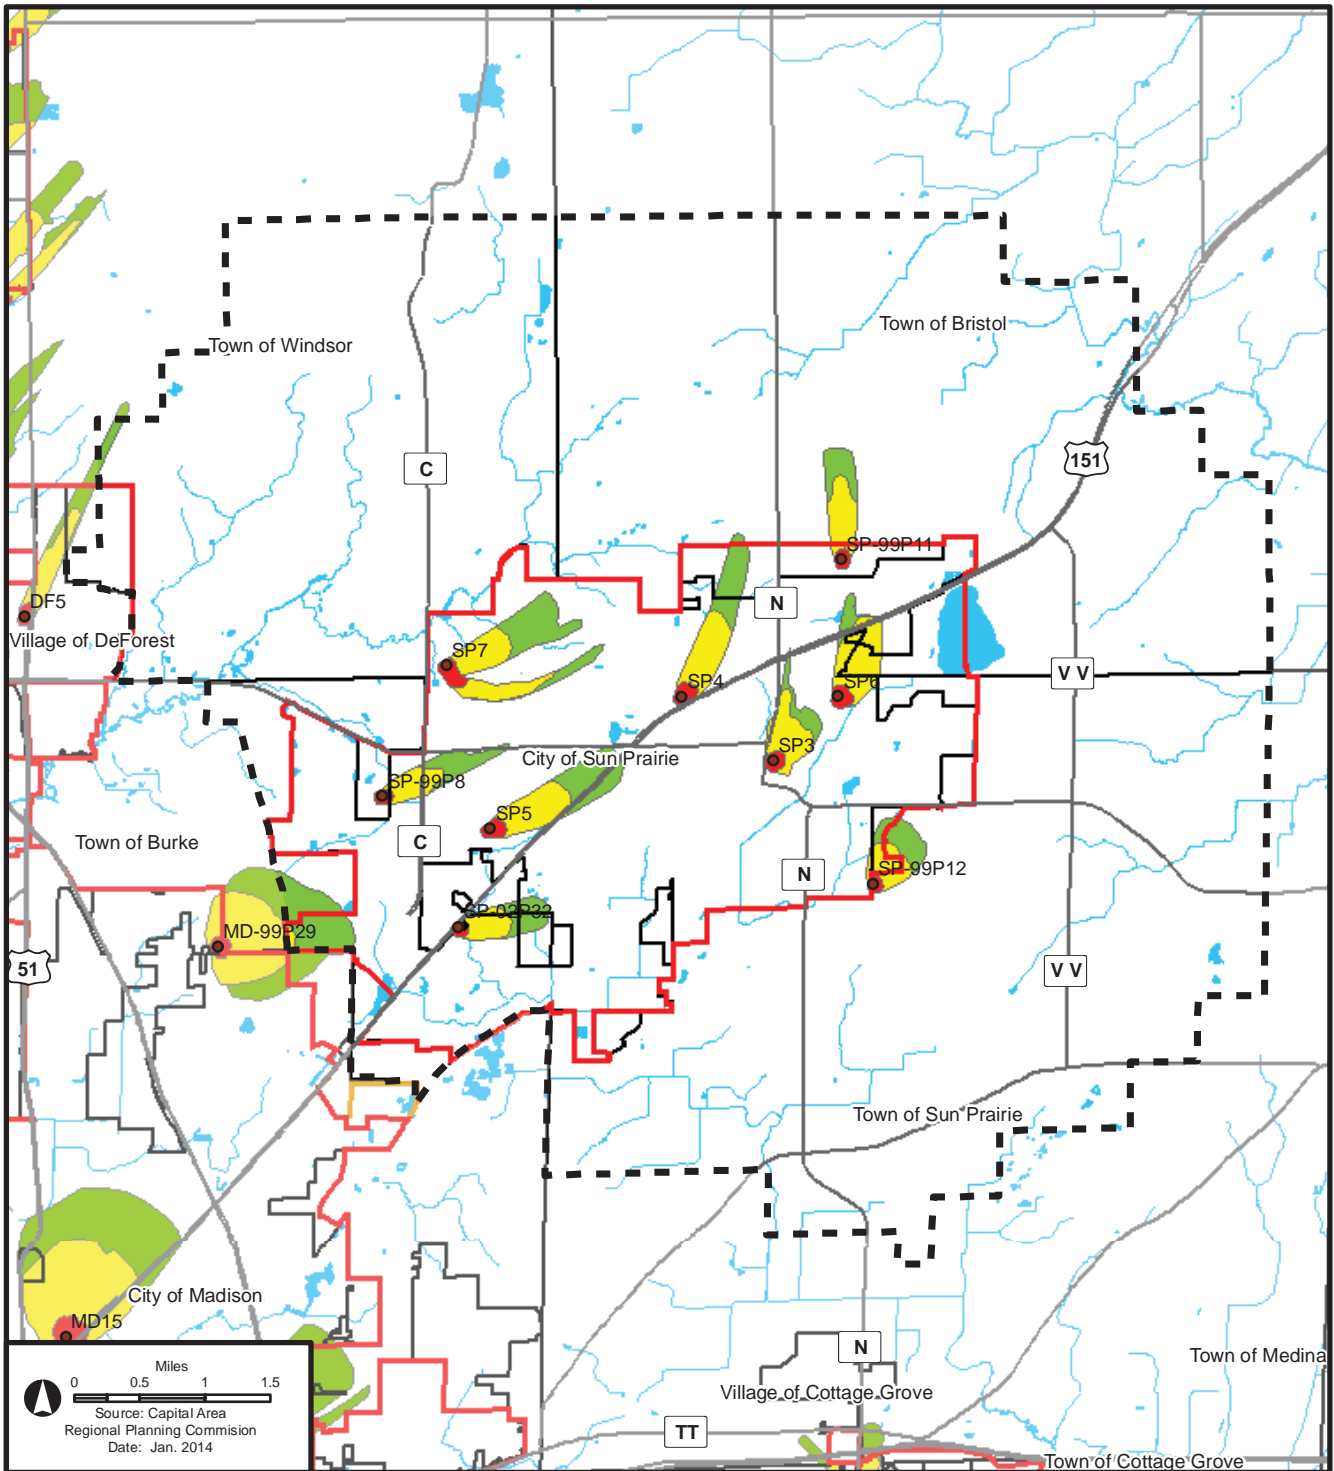 Town of Bristol
Town of Windsor
151
C
SP-99P11
DF5
N
Village of DeForest
SP7
V V
SP4
SP6
SP3
City of Sun Prairie
SP-99P8
SP5
C
Town of Burke
SP-99P12
N
SP-02P32
MD-99P29
51
V V
Town of Sun Prairie
City of Madison
MD15
N
Town of Medina
Miles
0 0.5 1 1.5
Village of Cottage Grove
Source: Capital Area
Regional Planning Commision
Date: Jan. 2014
TT
Town of Cottage Grove